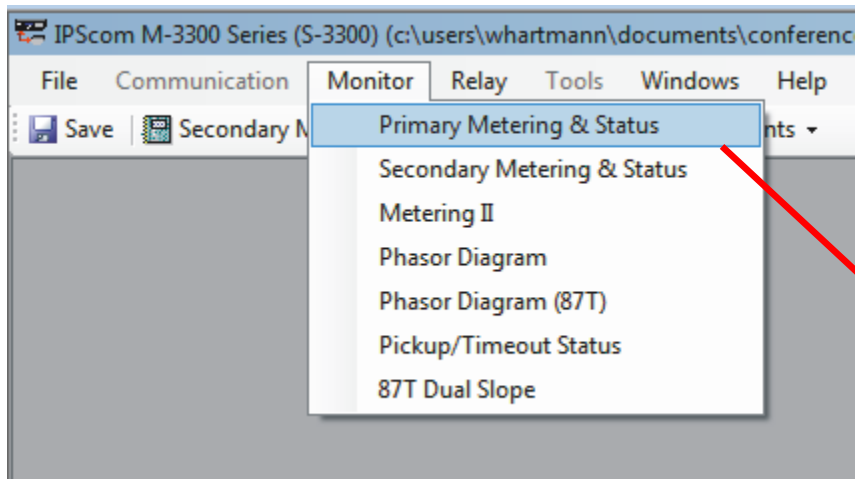 IPScom M-3300 Series (S-3300) (c:\users\whartmann\documents\conferenc
File Communication Monitor Relay Tools Windows Help
Save Secondary M nts
Primary Metering & Status
Secondary Metering & Status
Metering II
Phasor Diagram
Phasor Diagram (87T)
Pickup/Timeout Status
87T Dual Slope